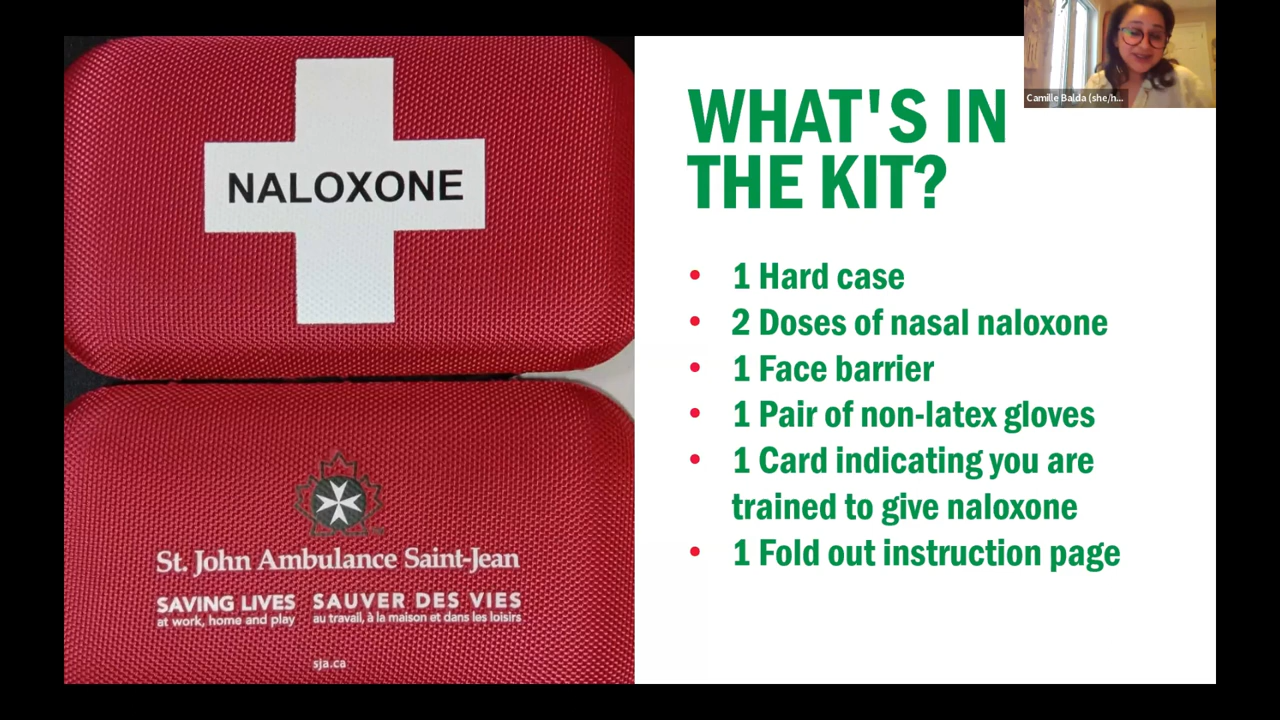 NALOXONE
St. John Ambulance Saint-Jean
SAVING LIVES SAUVER DES VIES
at work, home and play au travail, à la maison et dans les loisirs
sja.ca
WHAT'S IN
THE KIT?
• 1 Hard case
• 2 Doses of nasal naloxone
• 1 Face barrier
• 1 Pair of non-latex gloves
• 1 Card indicating you are
trained to give naloxone
• 1 Fold out instruction page
Camille Balda (she/h...